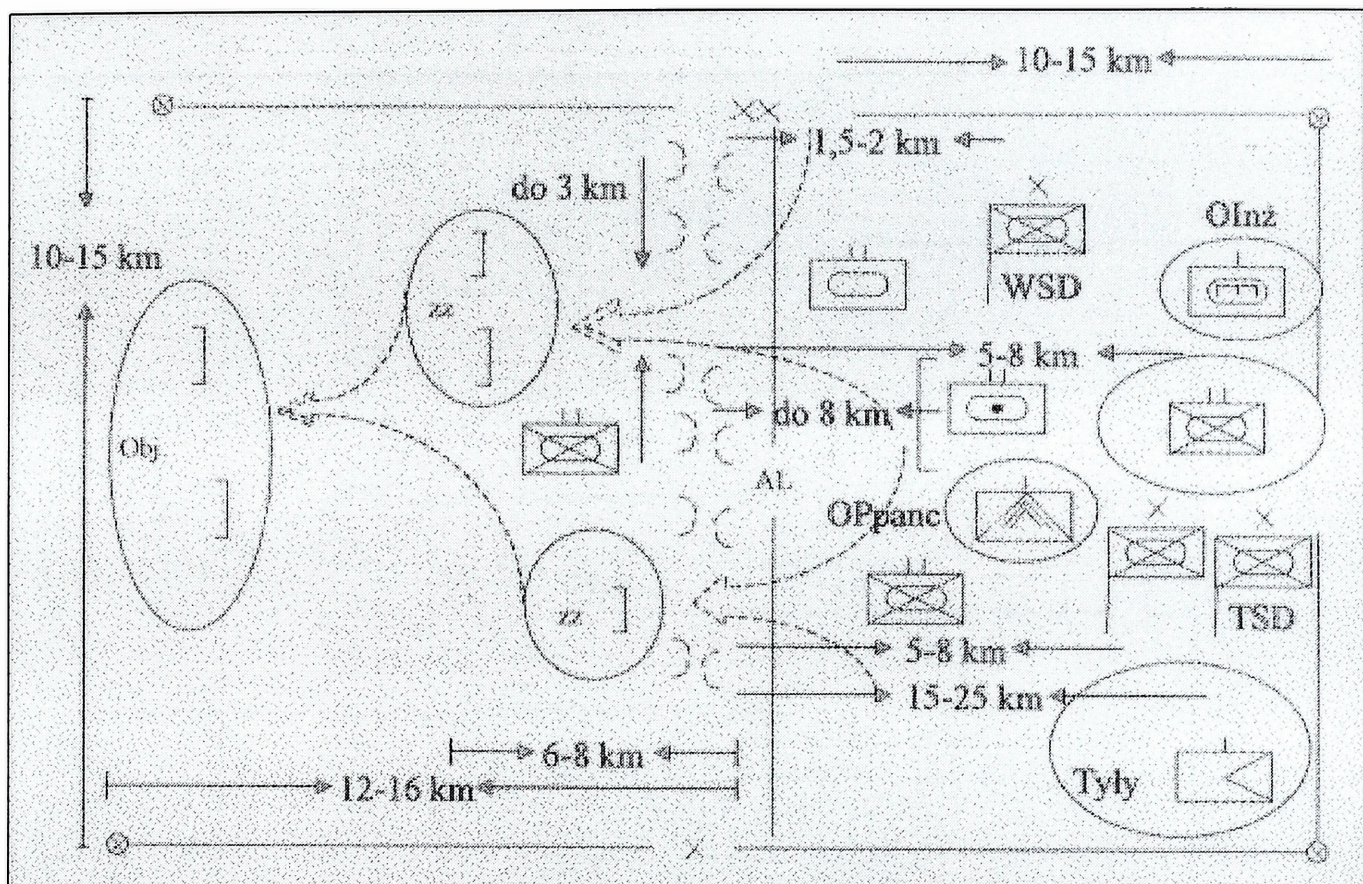 10-15 km
XX
1,5-2 km
do 3 km
X
OInż
10-15 km
WSD
zz
5-8 km
do 8 km
Obj
AL
OPpanc
X
X
zz
TSD
5-8 km
15-25 km
6-8 km
Tyły
12-16 km
X